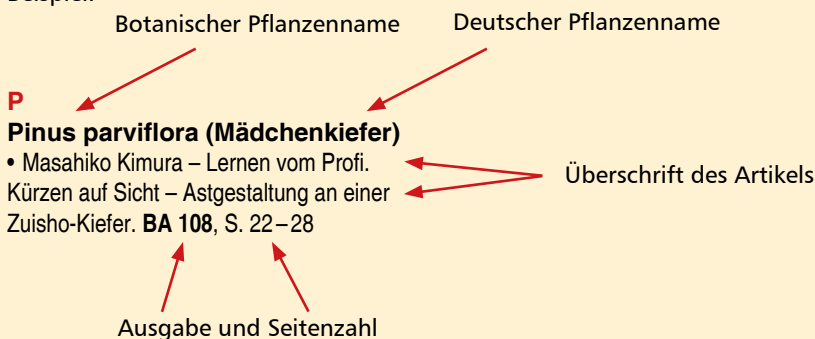 Botanischer Pflanzenname
Deutscher Pflanzenname
P
Pinus parviflora (Mädchenkiefer)
• Masahiko Kimura – Lernen vom Profi.
Kürzen auf Sicht – Astgestaltung an einer
Zuisho-Kiefer. BA 108, S. 22–28
Überschrift des Artikels
Ausgabe und Seitenzahl